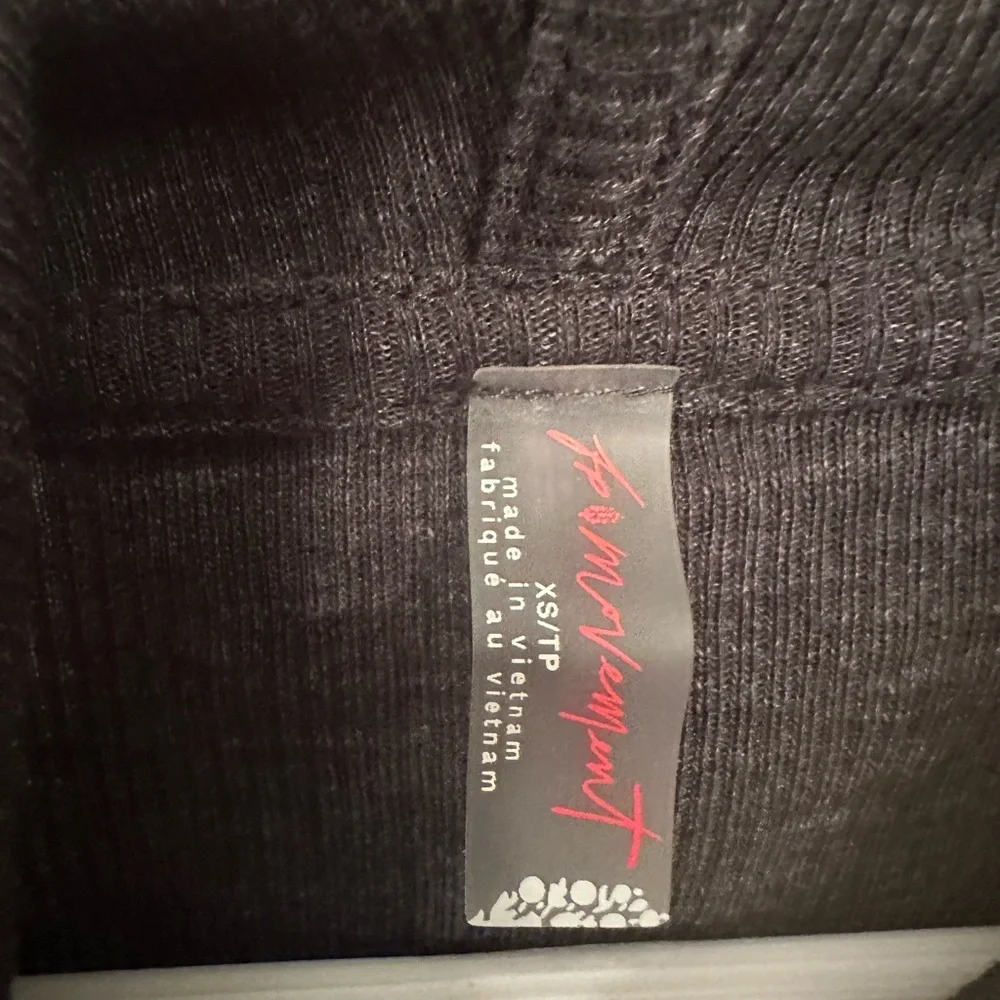 fp movement
XS/TP
made in vietnam
fabriqué au vietnam